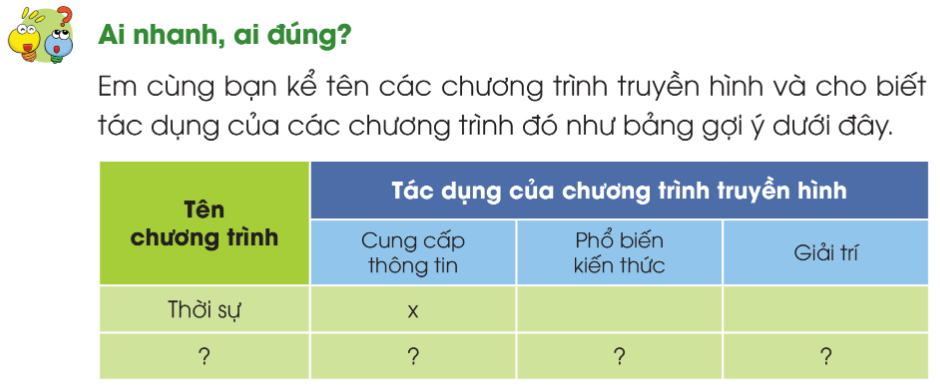 Ai nhanh, ai đúng?
Em cùng bạn kể tên các chương trình truyền hình và cho biết
tác dụng của các chương trình đó như bảng gợi ý dưới đây.
Tên
chương trình
Tác dụng của chương trình truyền hình
Cung cấp
thông tin
Phổ biến
kiến thức
Giải trí
Thời sự x
? ? ? ?